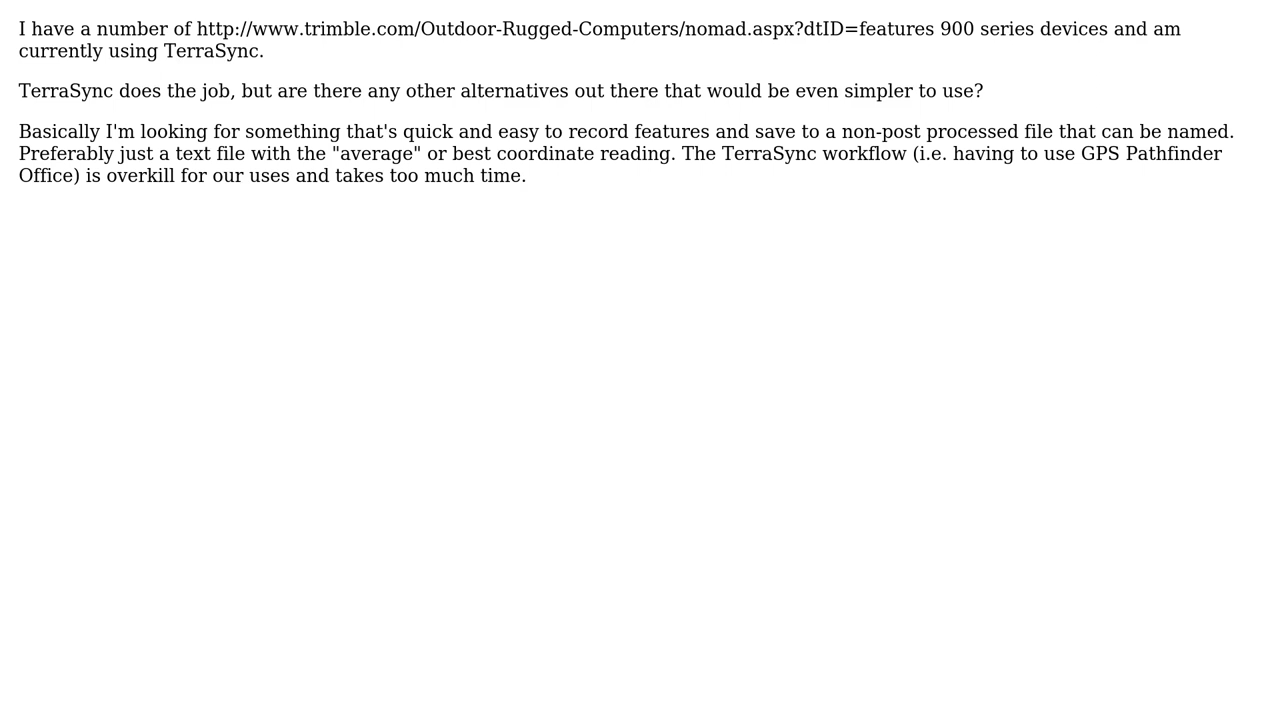 I have a number of http://www.trimble.com/Outdoor-Rugged-Computers/nomad.aspx?dtID=features 900 series devices and am
currently using TerraSync.
TerraSync does the job, but are there any other alternatives out there that would be even simpler to use?
Basically I'm looking for something that's quick and easy to record features and save to a non-post processed file that can be named.
Preferably just a text file with the "average" or best coordinate reading. The TerraSync workflow (i.e. having to use GPS Pathfinder
Office) is overkill for our uses and takes too much time.